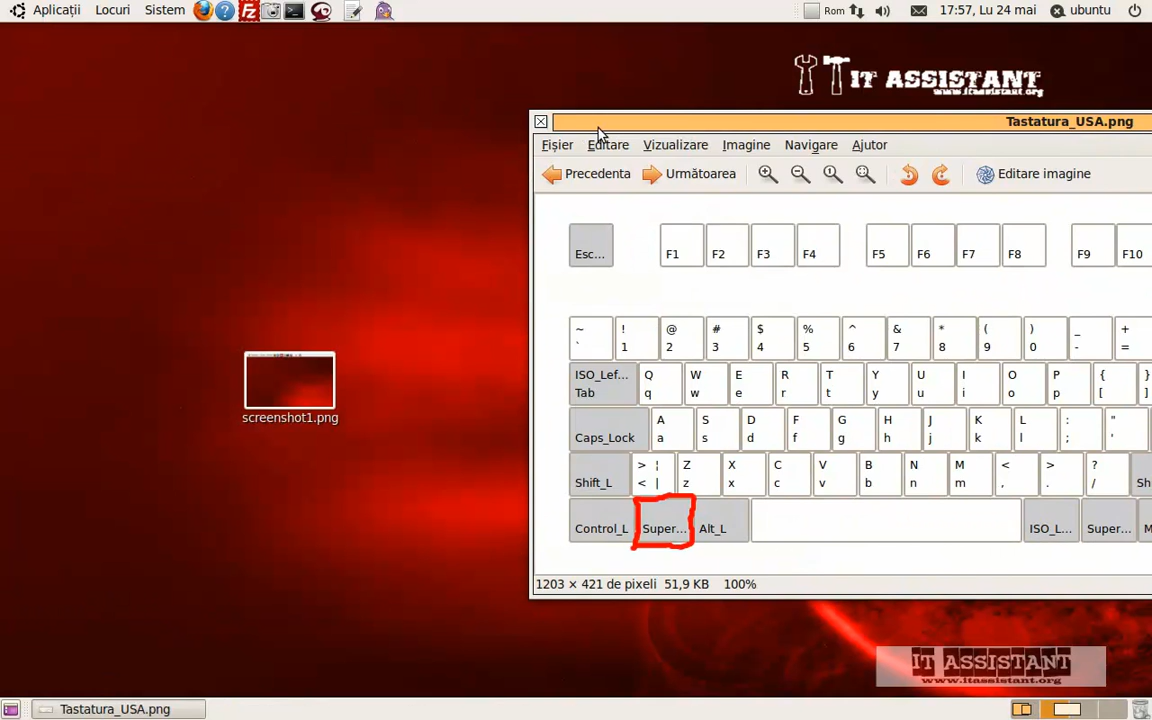 Aplicații Locuri Sistem Rom 17:57, Lu 24 mai ubuntu
IT ASSISTANT
www.itassistant.org
Tastatura_USA.png
Fișier Editare Vizualizare Imagine Navigare Ajutor
Precedenta Următoarea Editare imagine
Esc... F1 F2 F3 F4 F5 F6 F7 F8 F9 F10
~ ! @ # $ % ^ & * ( ) _ +
` 1 2 3 4 5 6 7 8 9 0 - =
ISO_Lef... Q W E R T Y U I O P { }
Tab q w e r t y u i o p [ ]
A S D F G H J K L : "
Caps_Lock a s d f g h j k l ; '
> ¦ Z X C V B N M < > ?
Shift_L < | z x c v b n m , . / Sh
Control_L Super... Alt_L ISO_L... Super... M
1203 × 421 de pixeli 51,9 KB 100%
screenshot1.png
IT ASSISTANT
www.itassistant.org
Tastatura_USA.png